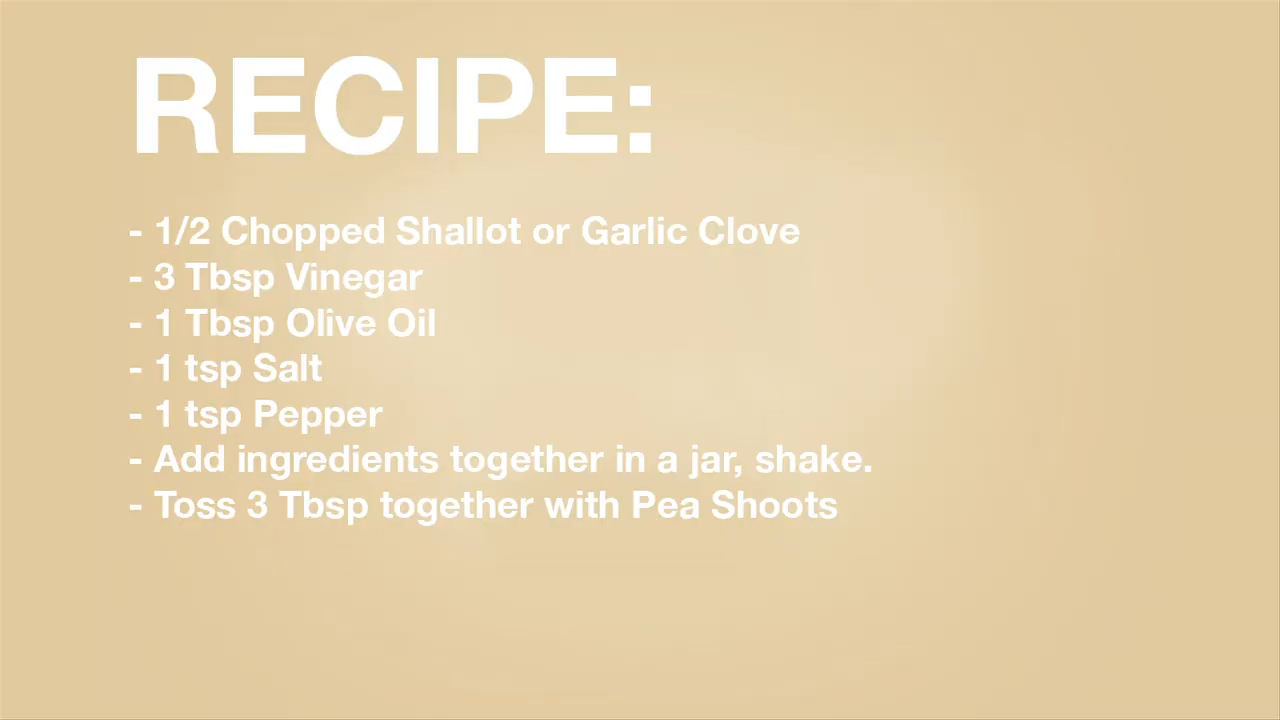 RECIPE:
- 1/2 Chopped Shallot or Garlic Clove
- 3 Tbsp Vinegar
- 1 Tbsp Olive Oil
- 1 tsp Salt
- 1 tsp Pepper
- Add ingredients together in a jar, shake.
- Toss 3 Tbsp together with Pea Shoots